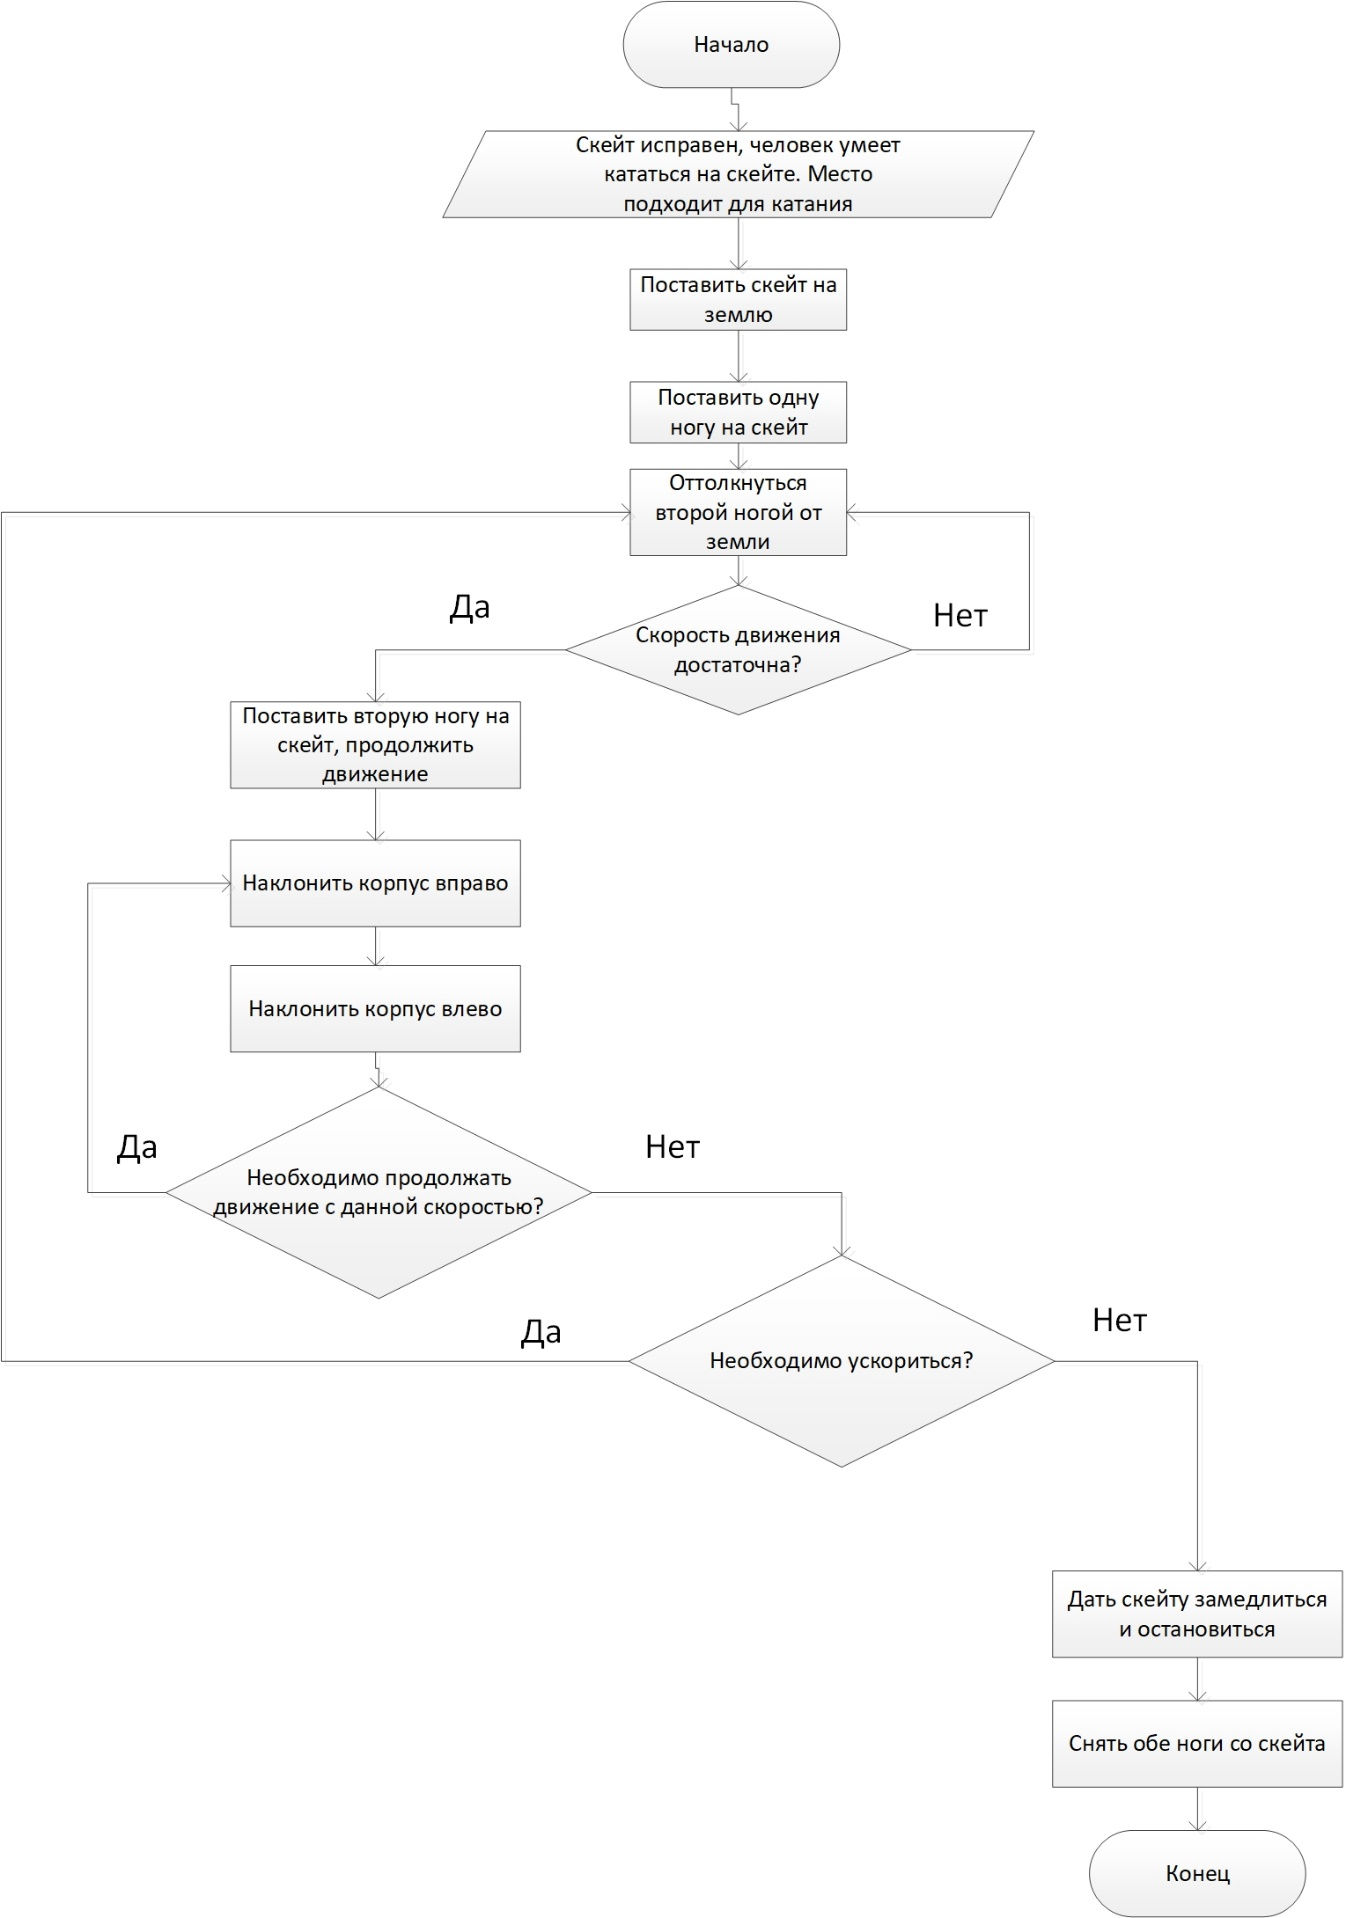 Начало
Скейт исправен, человек умеет
кататься на скейте. Место
подходит для катания
Поставить скейт на
землю
Поставить одну
ногу на скейт
Оттолкнуться
второй ногой от
земли
Да
Нет
Скорость движения
достаточна?
Поставить вторую ногу на
скейт, продолжить
движение
Наклонить корпус вправо
Наклонить корпус влево
Да
Нет
Необходимо продолжать
движение с данной скоростью?
Да
Нет
Необходимо ускориться?
Дать скейту замедлиться
и остановиться
Снять обе ноги со скейта
Конец